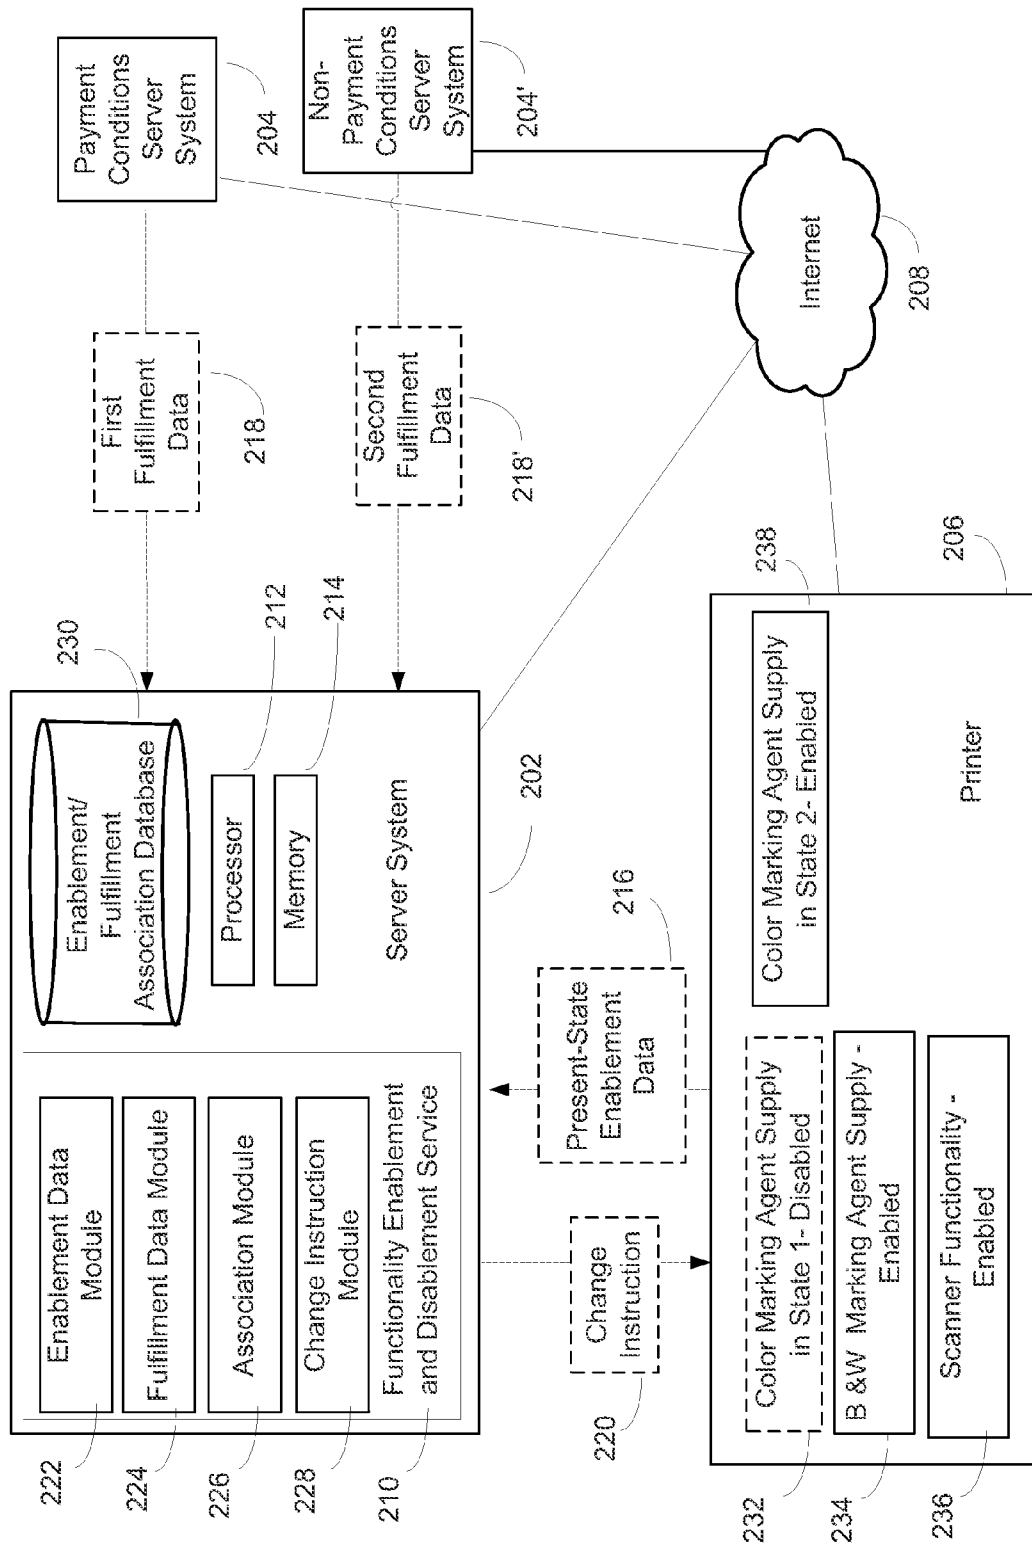 222
Enablement Data
Module
224
Fulfillment Data Module
226
Association Module
228
Change Instruction
Module
210
Functionality Enablement
and Disablement Service
Enablement/
Fulfillment
Association Database
230
Processor
212
Memory
214
Server System
202
First
Fulfillment
Data
218
Second
Fulfillment
Data
218'
Payment
Conditions
Server
System
204
Non-
Payment
Conditions
Server
System
204'
220
Change
Instruction
Present-State
Enablement
Data
216
Internet
208
232
Color Marking Agent Supply
in State 1- Disabled
234
B &W Marking Agent Supply -
Enabled
236
Scanner Functionality -
Enabled
Color Marking Agent Supply
in State 2- Enabled
238
Printer
206